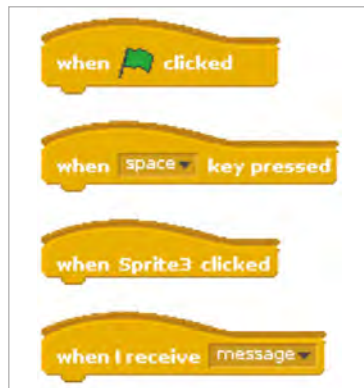 when clicked
when space key pressed
when Sprite3 clicked
when I receive message